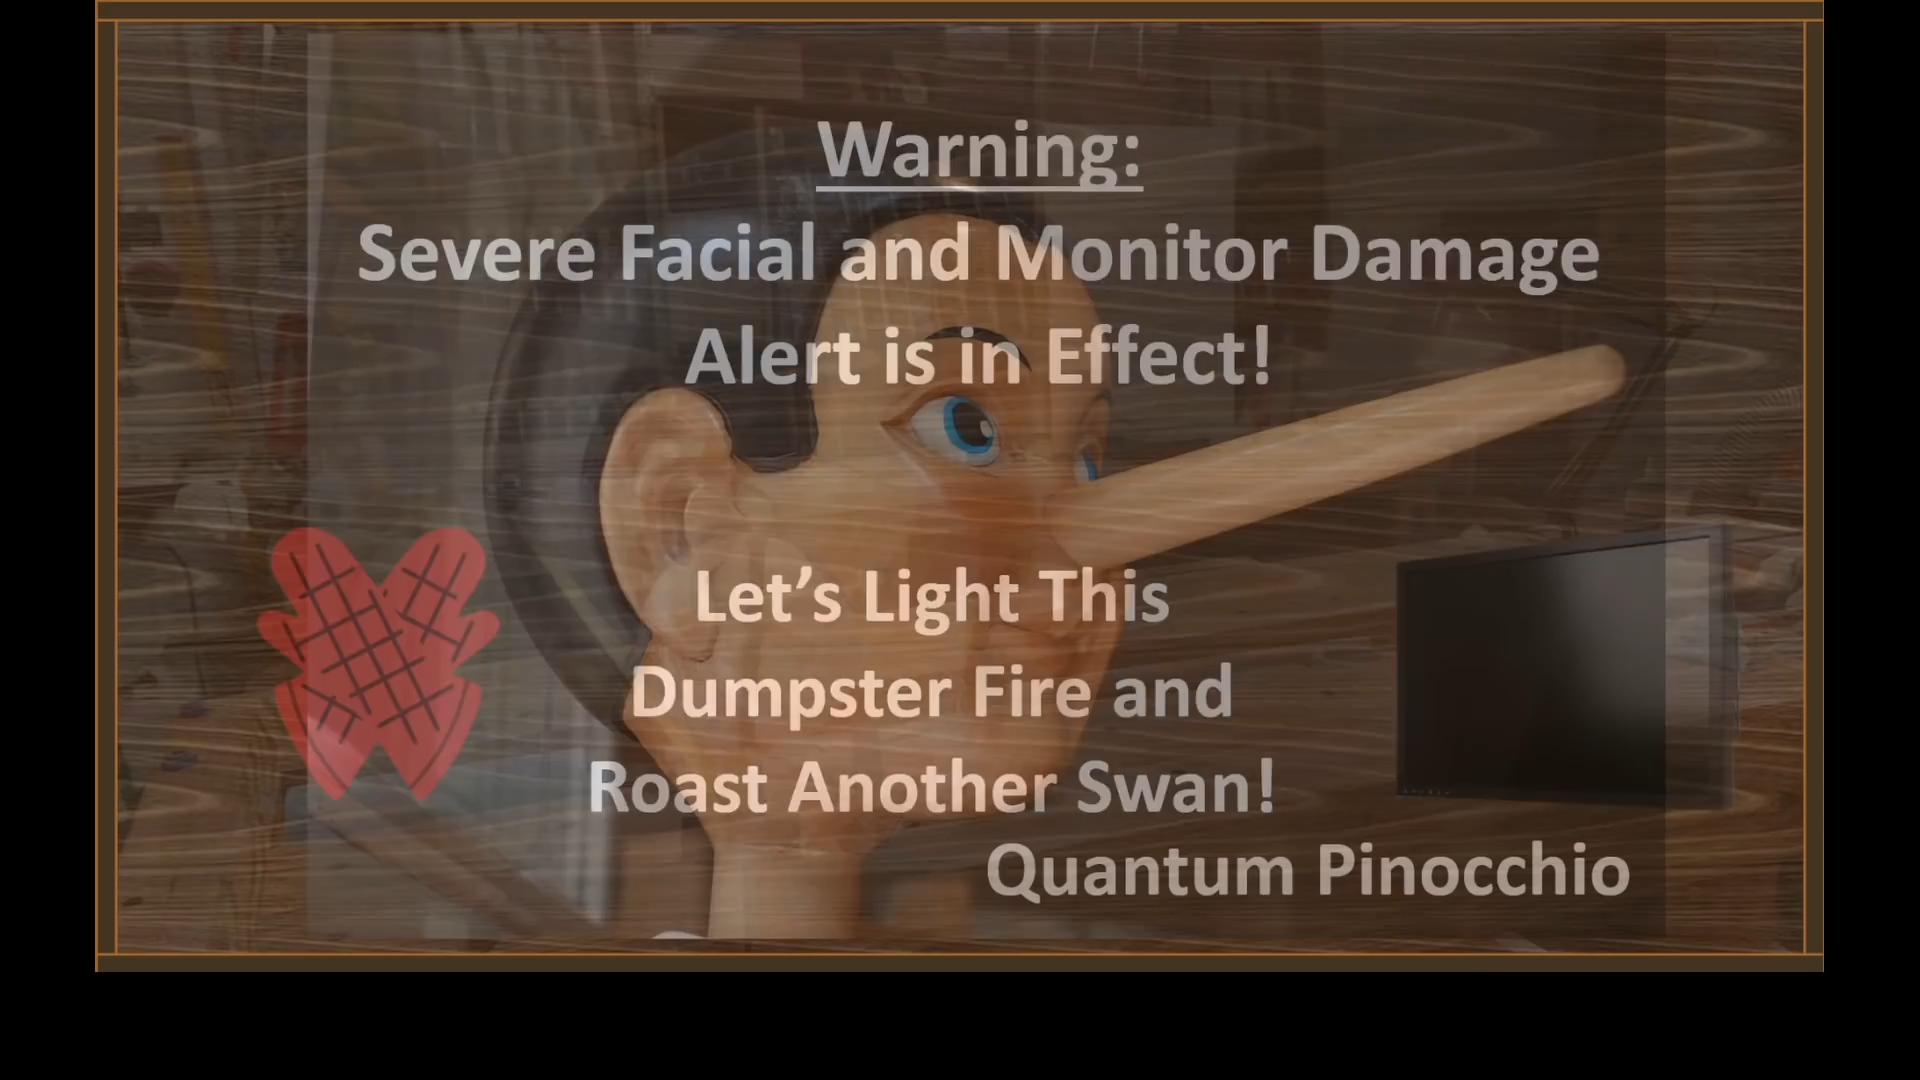 Warning:
Severe Facial and Monitor Damage
Alert is in Effect!
Let’s Light This
Dumpster Fire and
Roast Another Swan!
Quantum Pinocchio